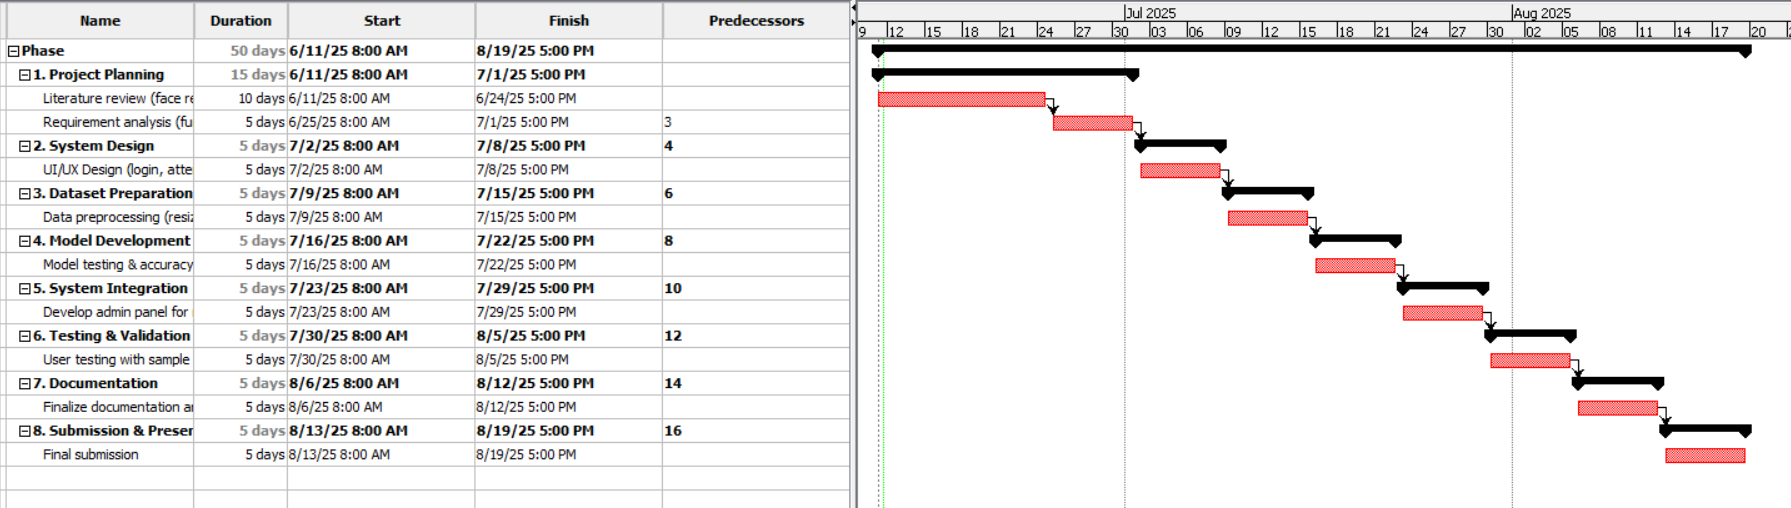 Name Duration Start Finish Predecessors
Jul 2025 Aug 2025
9 12 15 18 21 24 27 30 03 06 09 12 15 18 21 24 27 30 02 05 08 11 14 17 20
Phase 50 days 6/11/25 8:00 AM 8/19/25 5:00 PM
1. Project Planning 15 days 6/11/25 8:00 AM 7/1/25 5:00 PM
Literature review (face 10 days 6/11/25 8:00 AM 6/24/25 5:00 PM
Requirement analysis 5 days 6/25/25 8:00 AM 7/1/25 5:00 PM 3
2. System Design 5 days 7/2/25 8:00 AM 7/8/25 5:00 PM 4
UI/UX Design (login, 5 days 7/2/25 8:00 AM 7/8/25 5:00 PM
3. Dataset Preparation 5 days 7/9/25 8:00 AM 7/15/25 5:00 PM 6
Data preprocessing 5 days 7/9/25 8:00 AM 7/15/25 5:00 PM
4. Model Development 5 days 7/16/25 8:00 AM 7/22/25 5:00 PM 8
Model testing & accuracy 5 days 7/16/25 8:00 AM 7/22/25 5:00 PM
5. System Integration 5 days 7/23/25 8:00 AM 7/29/25 5:00 PM 10
Develop admin panel for 5 days 7/23/25 8:00 AM 7/29/25 5:00 PM
6. Testing & Validation 5 days 7/30/25 8:00 AM 8/5/25 5:00 PM 12
User testing with sample 5 days 7/30/25 8:00 AM 8/5/25 5:00 PM
7. Documentation 5 days 8/6/25 8:00 AM 8/12/25 5:00 PM 14
Finalize documentation 5 days 8/6/25 8:00 AM 8/12/25 5:00 PM
8. Submission & 5 days 8/13/25 8:00 AM 8/19/25 5:00 PM 16
Final submission 5 days 8/13/25 8:00 AM 8/19/25 5:00 PM